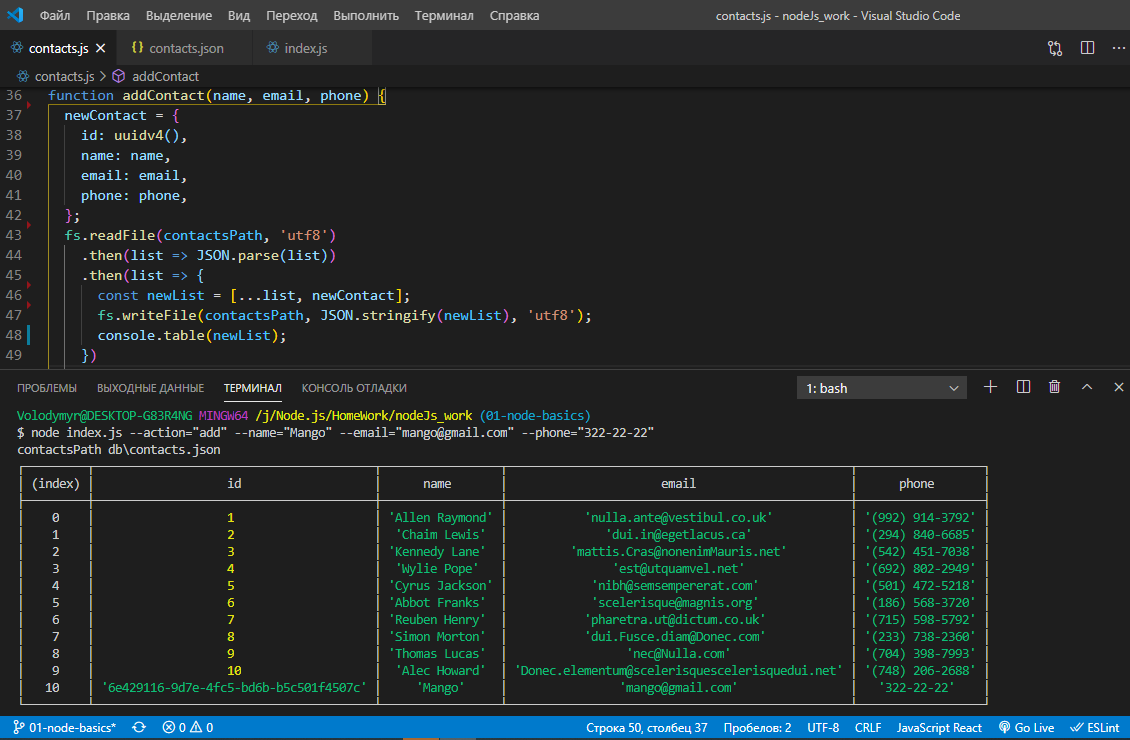 Файл Правка Выделение Вид Переход Выполнить Терминал Справка contacts.js - nodeJs_work - Visual Studio Code
contacts.js contacts.json index.js
contacts.js > addContact
36 function addContact(name, email, phone) {
37 newContact = {
38 id: uuidv4(),
39 name: name,
40 email: email,
41 phone: phone,
42 };
43 fs.readFile(contactsPath, 'utf8')
44 .then(list => JSON.parse(list))
45 .then(list => {
46 const newList = [...list, newContact];
47 fs.writeFile(contactsPath, JSON.stringify(newList), 'utf8');
48 console.table(newList);
49 })
ПРОБЛЕМЫ ВЫХОДНЫЕ ДАННЫЕ ТЕРМИНАЛ КОНСОЛЬ ОТЛАДКИ 1: bash
Volodymyr@DESKTOP-G83R4NG MINGW64 /j/Node.js/HomeWork/nodeJs_work (01-node-basics)
$ node index.js --action="add" --name="Mango" --email="mango@gmail.com" --phone="322-22-22"
contactsPath db\contacts.json
(index) id name email phone
0 1 'Allen Raymond' 'nulla.ante@vestibul.co.uk' '(992) 914-3792'
1 2 'Chaim Lewis' 'dui.in@egetlacus.ca' '(294) 840-6685'
2 3 'Kennedy Lane' 'mattis.Cras@nonenimMauris.net' '(542) 451-7038'
3 4 'Wylie Pope' 'est@utquamvel.net' '(692) 802-2949'
4 5 'Cyrus Jackson' 'nibh@semsempererat.com' '(501) 472-5218'
5 6 'Abbot Franks' 'scelerisque@magnis.org' '(186) 568-3720'
6 7 'Reuben Henry' 'pharetra.ut@dictum.co.uk' '(715) 598-5792'
7 8 'Simon Morton' 'dui.Fusce.diam@Donec.com' '(233) 738-2360'
8 9 'Thomas Lucas' 'nec@Nulla.com' '(704) 398-7993'
9 10 'Alec Howard' 'Donec.elementum@scelerisquescelerisquedui.net' '(748) 206-2688'
10 '6e429116-9d7e-4fc5-bd6b-b5c501f4507c' 'Mango' 'mango@gmail.com' '322-22-22'
01-node-basics* 0 0 Строка 50, столбец 37 Пробелов: 2 UTF-8 CRLF JavaScript React Go Live ESLint